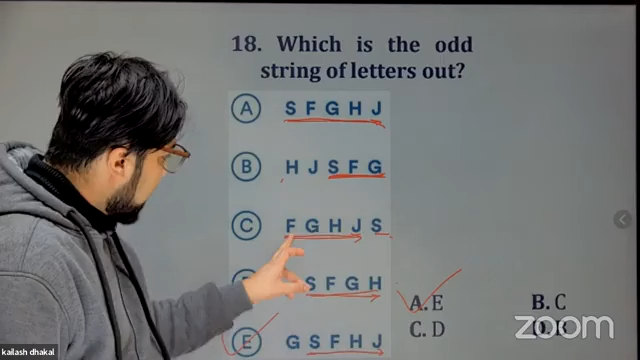 18. Which is the odd
string of letters out?
A S F G H J
B H J S F G
C F G H J S
S F G H
E G S F H J
A. E B. C
C. D
zoom
kailash dhakal